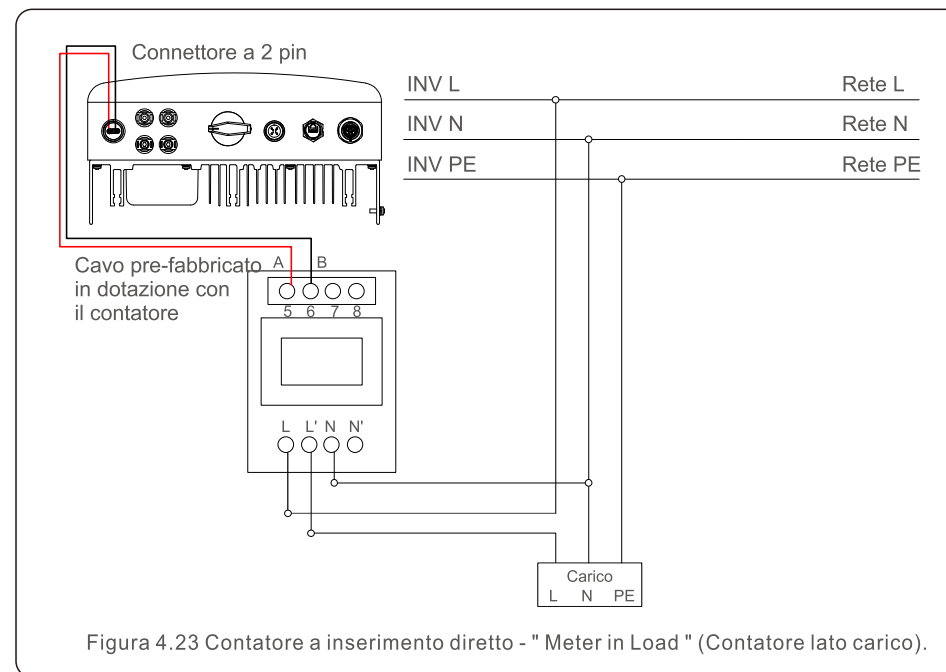 Connettore a 2 pin
INV L Rete L
INV N Rete N
INV PE Rete PE
Cavo pre-fabbricato
in dotazione con
il contatore
A B
5 6 7 8
L L' N N'
Carico
L N PE
Figura 4.23 Contatore a inserimento diretto - " Meter in Load " (Contatore lato carico).